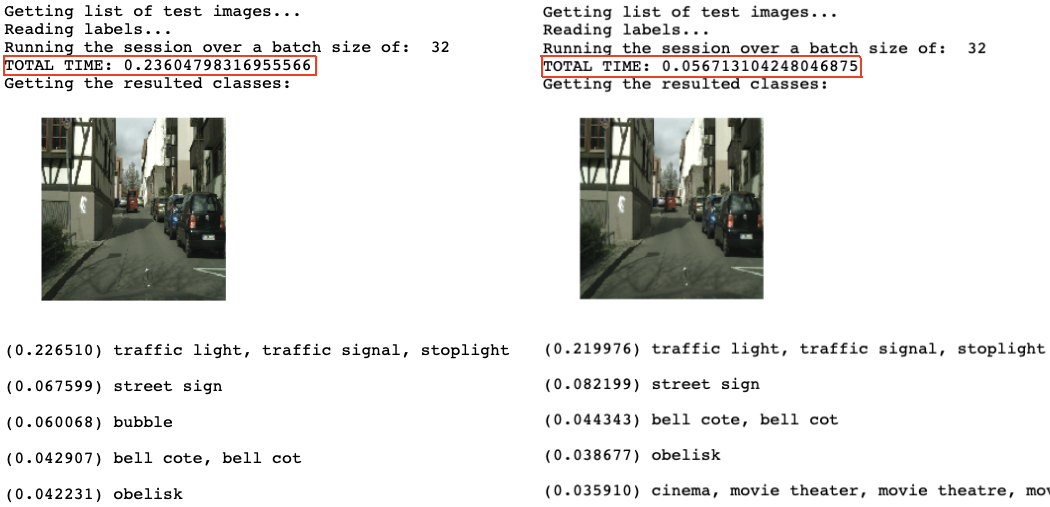 Getting list of test images...
Reading labels...
Running the session over a batch size of:  32
TOTAL TIME: 0.23604798316955566
Getting the resulted classes:
(0.226510) traffic light, traffic signal, stoplight
(0.067599) street sign
(0.060068) bubble
(0.042907) bell cote, bell cot
(0.042231) obelisk
Getting list of test images...
Reading labels...
Running the session over a batch size of:  32
TOTAL TIME: 0.056713104248046875
Getting the resulted classes:
(0.219976) traffic light, traffic signal, stoplight
(0.082199) street sign
(0.044343) bell cote, bell cot
(0.038677) obelisk
(0.035910) cinema, movie theater, movie theatre, mov